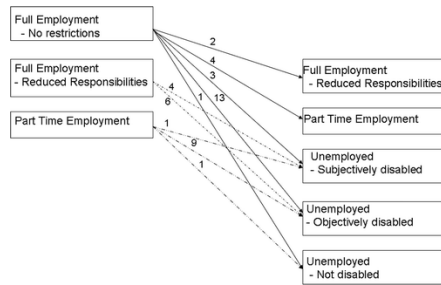 Full Employment
- No restrictions
Full Employment
- Reduced Responsibilities
Part Time Employment
2
4
3
1
13
4
6
1
9
1
Full Employment
- Reduced Responsibilities
Part Time Employment
Unemployed
- Subjectively disabled
Unemployed
- Objectively disabled
Unemployed
- Not disabled